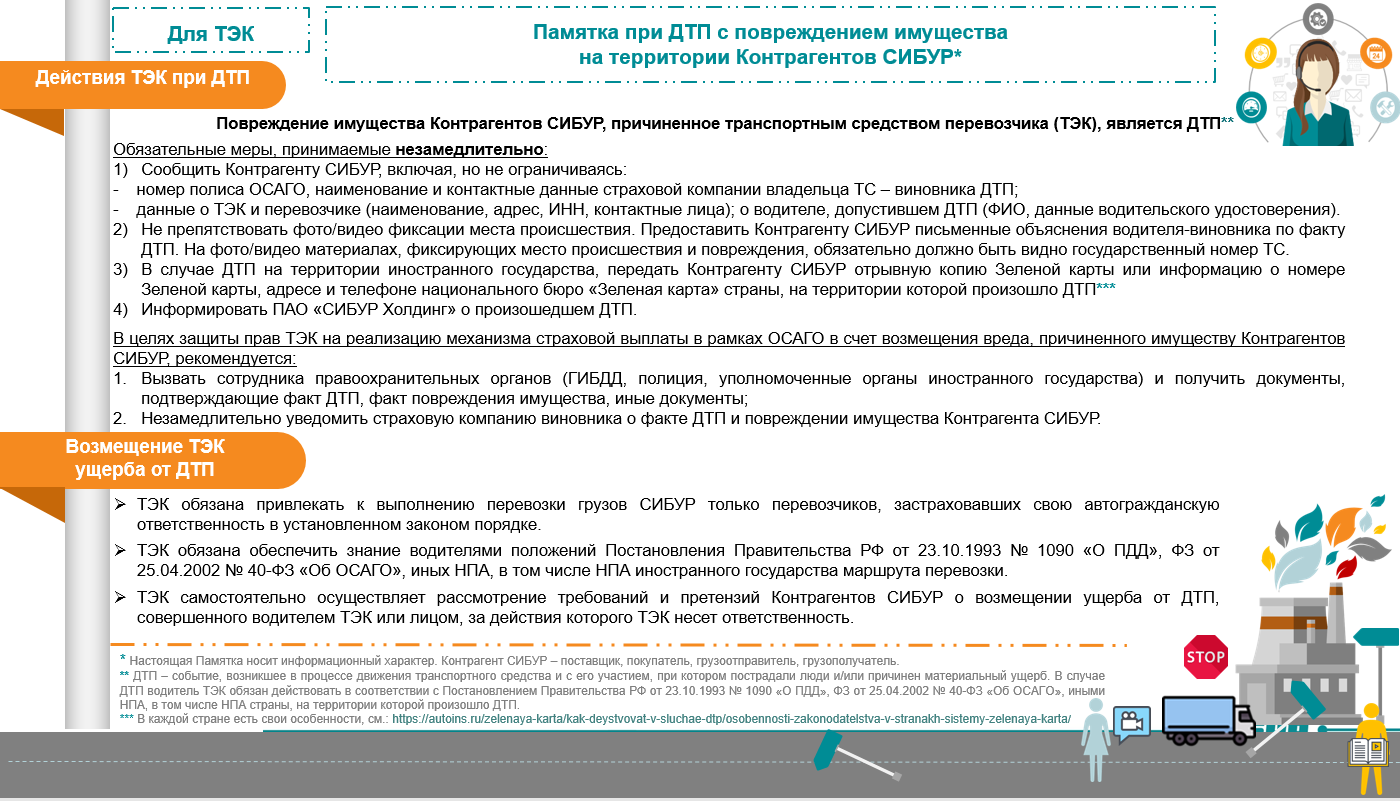 Для ТЭК
Памятка при ДТП с повреждением имущества
на территории Контрагентов СИБУР*
Действия ТЭК при ДТП
24
Повреждение имущества Контрагентов СИБУР, причиненное транспортным средством перевозчика (ТЭК), является ДТП**
Обязательные меры, принимаемые незамедлительно:
1) Сообщить Контрагенту СИБУР, включая, но не ограничиваясь:
- номер полиса ОСАГО, наименование и контактные данные страховой компании владельца ТС – виновника ДТП;
- данные о ТЭК и перевозчике (наименование, адрес, ИНН, контактные лица); о водителе, допустившем ДТП (ФИО, данные водительского удостоверения).
2) Не препятствовать фото/видео фиксации места происшествия. Предоставить Контрагенту СИБУР письменные объяснения водителя-виновника по факту
ДТП. На фото/видео материалах, фиксирующих место происшествия и повреждения, обязательно должно быть видно государственный номер ТС.
3) В случае ДТП на территории иностранного государства, передать Контрагенту СИБУР отрывную копию Зеленой карты или информацию о номере
Зеленой карты, адресе и телефоне национального бюро «Зеленая карта» страны, на территории которой произошло ДТП***
4) Информировать ПАО «СИБУР Холдинг» о произошедшем ДТП.
В целях защиты прав ТЭК на реализацию механизма страховой выплаты в рамках ОСАГО в счет возмещения вреда, причиненного имуществу Контрагентов
СИБУР, рекомендуется:
1. Вызвать сотрудника правоохранительных органов (ГИБДД, полиция, уполномоченные органы иностранного государства) и получить документы,
подтверждающие факт ДТП, факт повреждения имущества, иные документы;
2. Незамедлительно уведомить страховую компанию виновника о факте ДТП и повреждении имущества Контрагента СИБУР.
Возмещение ТЭК
ущерба от ДТП
➢ ТЭК обязана привлекать к выполнению перевозки грузов СИБУР только перевозчиков, застраховавших свою автогражданскую
ответственность в установленном законом порядке.
➢ ТЭК обязана обеспечить знание водителями положений Постановления Правительства РФ от 23.10.1993 № 1090 «О ПДД», ФЗ от
25.04.2002 № 40-ФЗ «Об ОСАГО», иных НПА, в том числе НПА иностранного государства маршрута перевозки.
➢ ТЭК самостоятельно осуществляет рассмотрение требований и претензий Контрагентов СИБУР о возмещении ущерба от ДТП,
совершенного водителем ТЭК или лицом, за действия которого ТЭК несет ответственность.
STOP
* Настоящая Памятка носит информационный характер. Контрагент СИБУР – поставщик, покупатель, грузоотправитель, грузополучатель.
** ДТП – событие, возникшее в процессе движения транспортного средства и с его участием, при котором пострадали люди и/или причинен материальный ущерб. В случае
ДТП водитель ТЭК обязан действовать в соответствии с Постановлением Правительства РФ от 23.10.1993 № 1090 «О ПДД», ФЗ от 25.04.2002 № 40-ФЗ «Об ОСАГО», иными
НПА, в том числе НПА страны, на территории которой произошло ДТП.
*** В каждой стране есть свои особенности, см.: https://autoins.ru/zelenaya-karta/kak-deystvovat-v-sluchae-dtp/osobennosti-zakonodatelstva-v-stranakh-sistemy-zelenaya-karta/